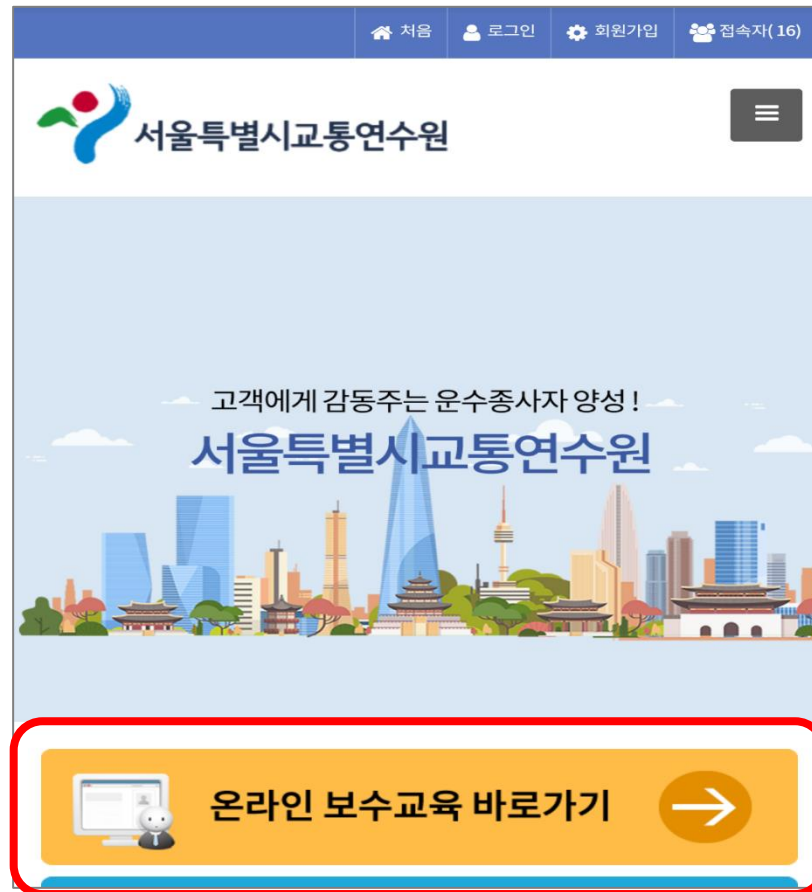 처음 로그인 회원가입 접속자( 16)
서울특별시교통연수원
고객에게 감동주는 운수종사자 양성 !
서울특별시교통연수원
온라인 보수교육 바로가기